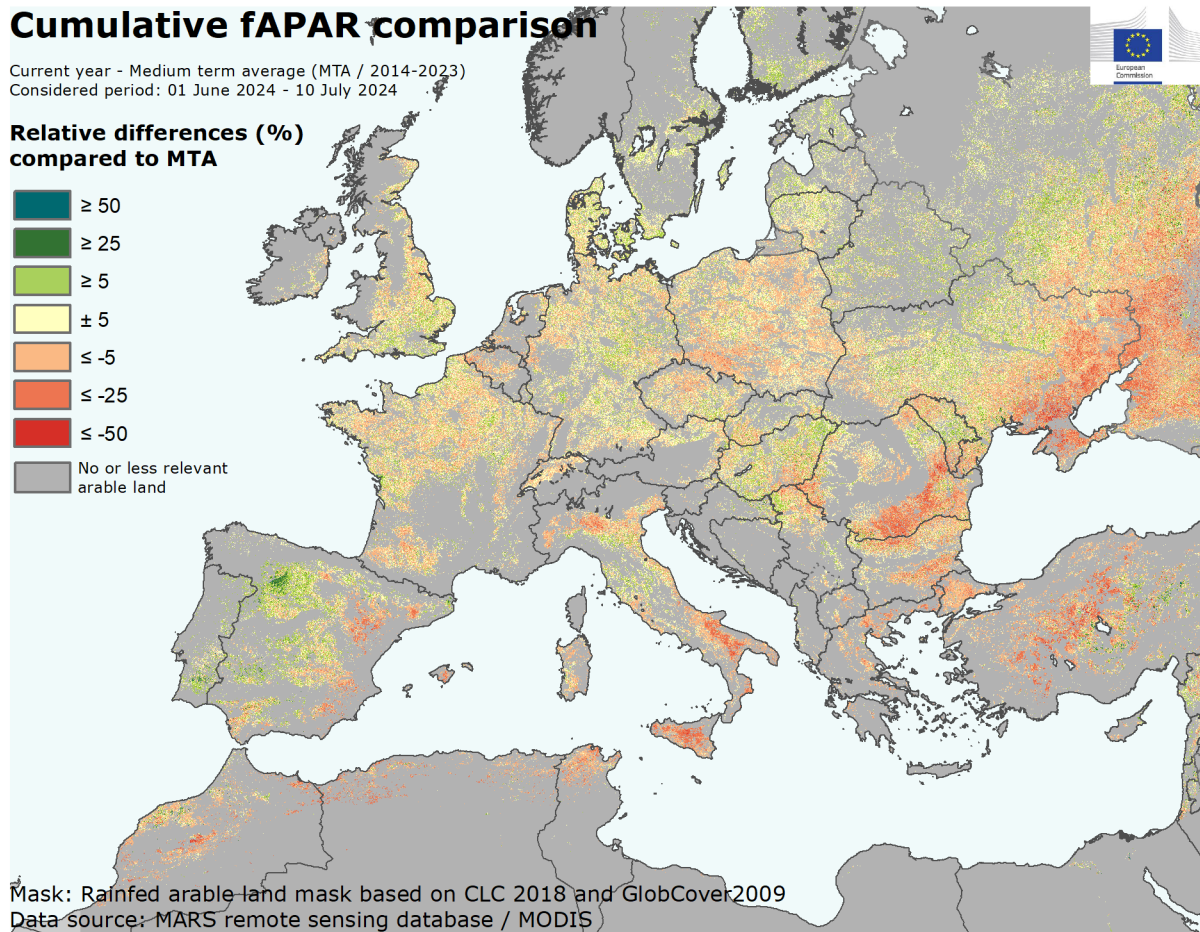 Cumulative fAPAR comparison
Current year - Medium term average (MTA / 2014-2023)
Considered period: 01 June 2024 - 10 July 2024
Relative differences (%)
compared to MTA
≥ 50
≥ 25
≥ 5
± 5
≤ -5
≤ -25
≤ -50
No or less relevant
arable land
European
Commission
Mask: Rainfed arable land mask based on CLC 2018 and GlobCover2009
Data source: MARS remote sensing database / MODIS